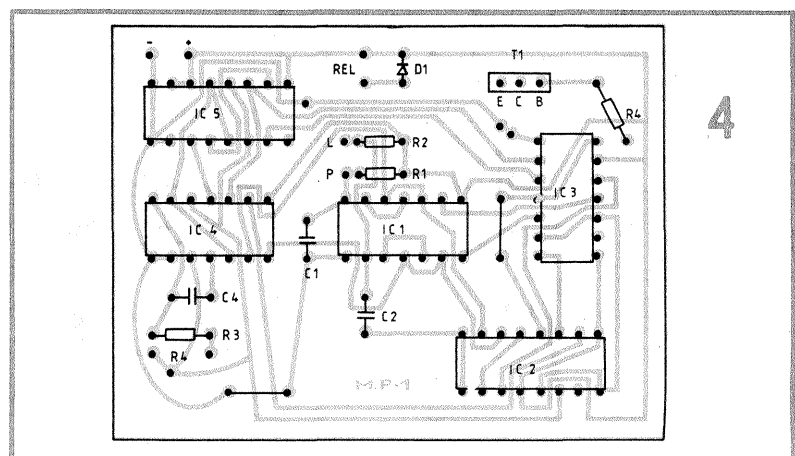 - +
REL D1
T1
E C B
R4
4
IC 5
L R2
P R1
IC 3
IC 4
IC 1
C1
C4
C2
R3
R4
IC 2
M.P-1